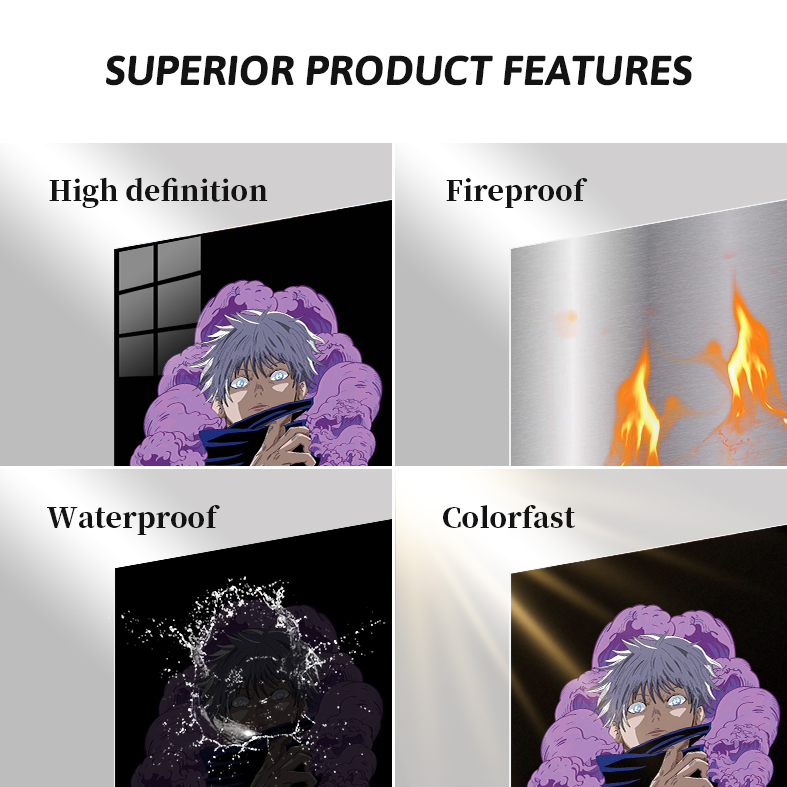 SUPERIOR PRODUCT FEATURES
High definition
Fireproof
Waterproof
Colorfast